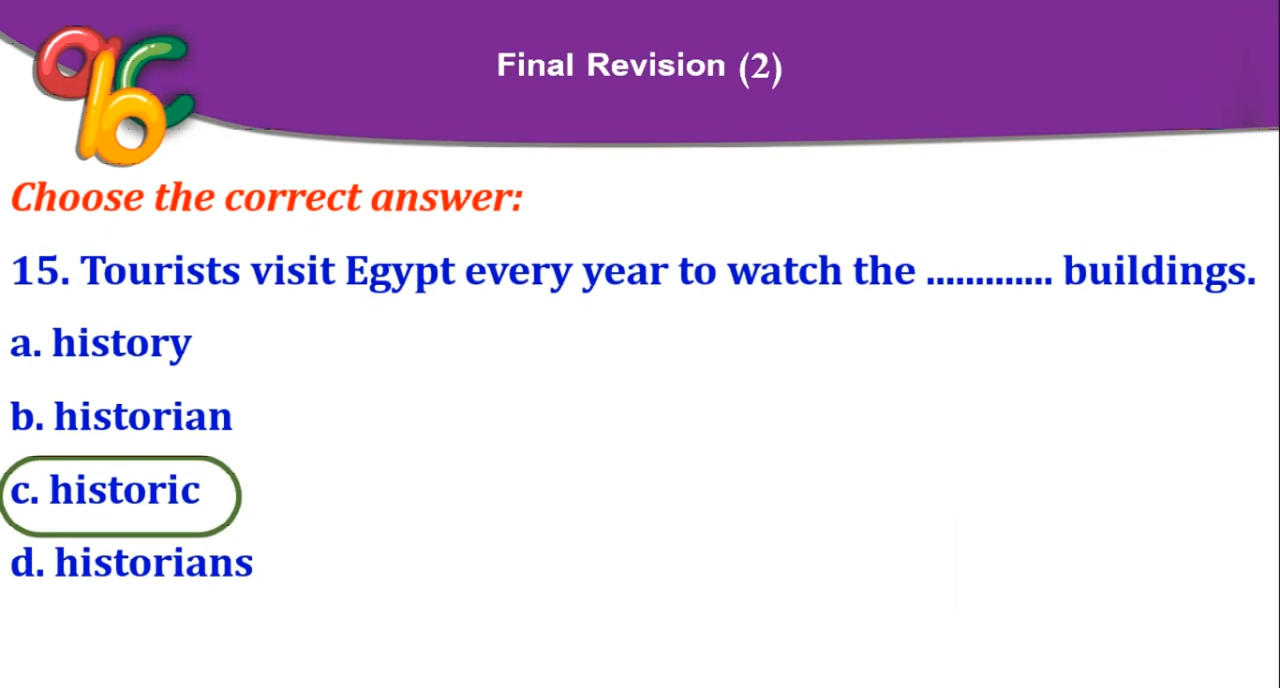 abc
Final Revision (2)
Choose the correct answer:
15. Tourists visit Egypt every year to watch the ............. buildings.
a. history
b. historian
c. historic
d. historians